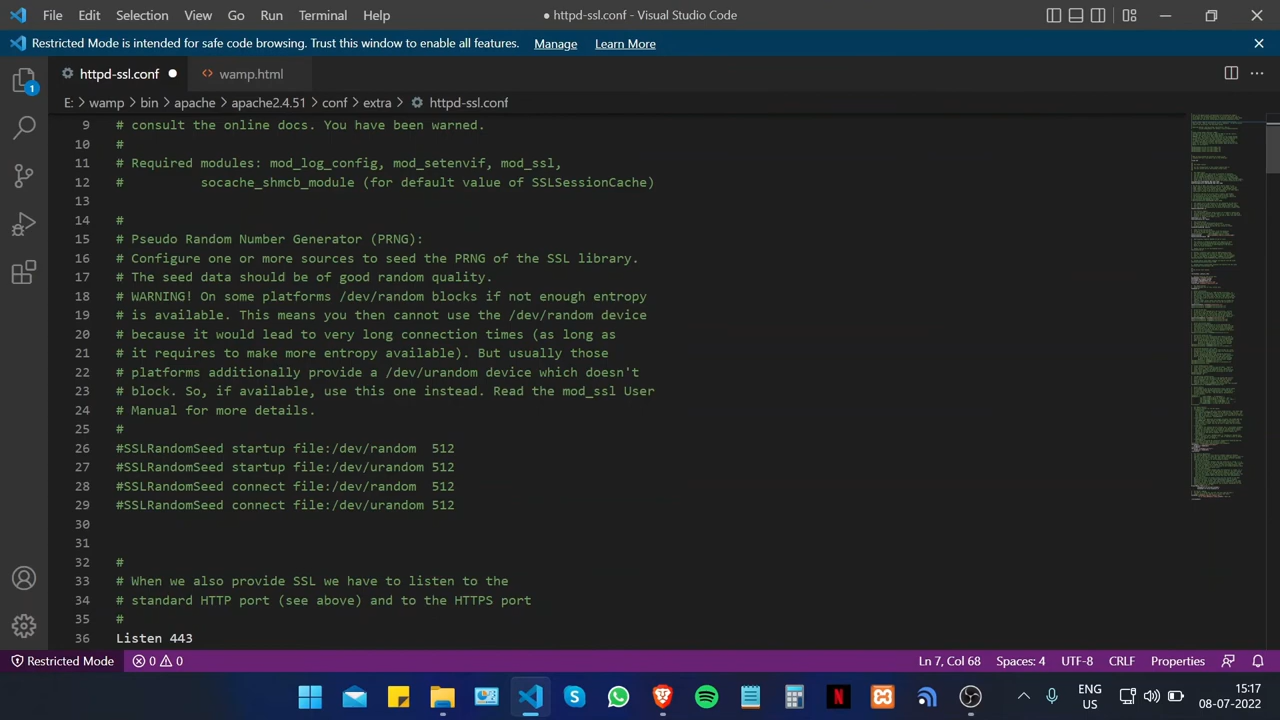 File Edit Selection View Go Run Terminal Help
● httpd-ssl.conf - Visual Studio Code
Restricted Mode is intended for safe code browsing. Trust this window to enable all features. Manage Learn More
httpd-ssl.conf wamp.html
E: > wamp > bin > apache > apache2.4.51 > conf > extra > httpd-ssl.conf
1
9 # consult the online docs. You have been warned.
10 #
11 # Required modules: mod_log_config, mod_setenvif, mod_ssl,
12 #          socache_shmcb_module (for default value of SSLSessionCache)
13
14 #
15 # Pseudo Random Number Generator (PRNG):
16 # Configure one or more sources to seed the PRNG of the SSL library.
17 # The seed data should be of good random quality.
18 # WARNING! On some platforms /dev/random blocks if not enough entropy
19 # is available. This means you then cannot use the /dev/random device
20 # because it would lead to very long connection times (as long as
21 # it requires to make more entropy available). But usually those
22 # platforms additionally provide a /dev/urandom device which doesn't
23 # block. So, if available, use this one instead. Read the mod_ssl User
24 # Manual for more details.
25 #
26 #SSLRandomSeed startup file:/dev/random  512
27 #SSLRandomSeed startup file:/dev/urandom 512
28 #SSLRandomSeed connect file:/dev/random  512
29 #SSLRandomSeed connect file:/dev/urandom 512
30
31
32 #
33 # When we also provide SSL we have to listen to the
34 # standard HTTP port (see above) and to the HTTPS port
35 #
36 Listen 443
Restricted Mode 0 0 Ln 7, Col 68 Spaces: 4 UTF-8 CRLF Properties
ENG
US
15:17
08-07-2022